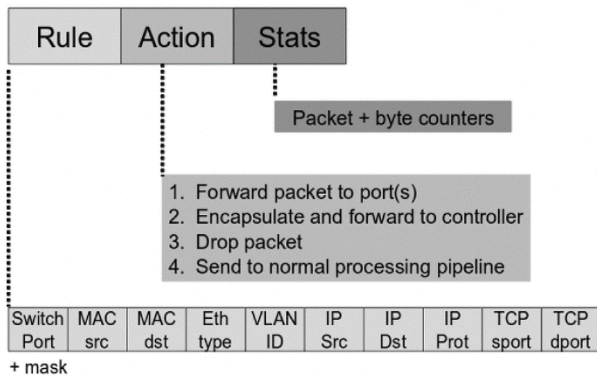 Rule Action Stats
Packet + byte counters
1. Forward packet to port(s)
2. Encapsulate and forward to controller
3. Drop packet
4. Send to normal processing pipeline
Switch Port
MAC src
MAC dst
Eth type
VLAN ID
IP Src
IP Dst
IP Prot
TCP sport
TCP dport
+ mask